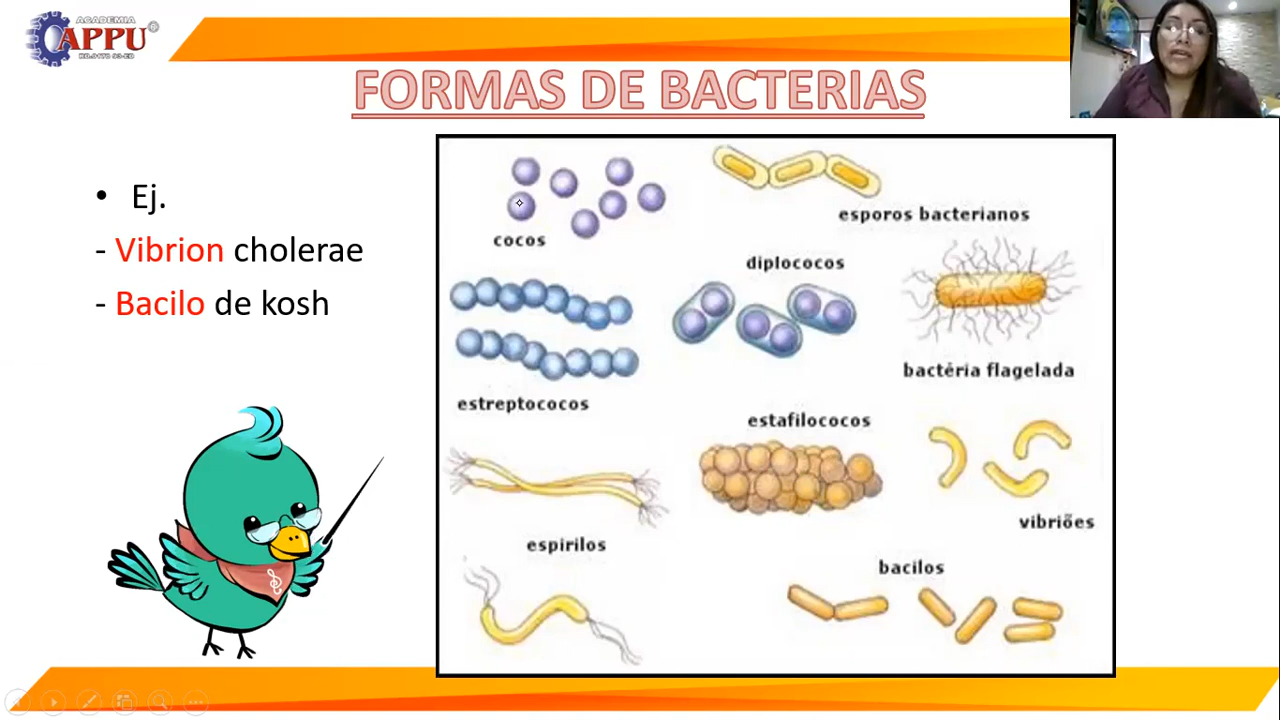 ACADEMIA
APPU®
FORMAS DE BACTERIAS
• Ej.
- Vibrion cholerae
- Bacilo de kosh
cocos
esporos bacterianos
diplococos
bactéria flagelada
estreptococos
estafilococos
vibriões
espirilos
bacilos